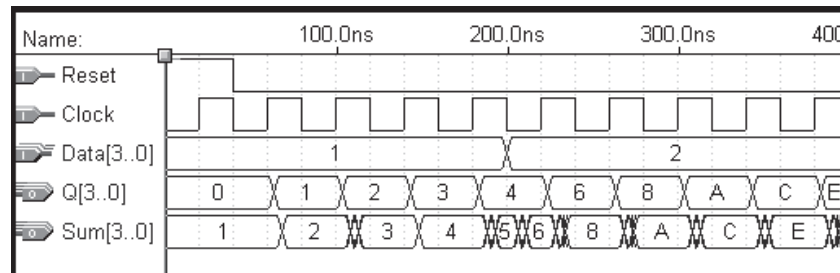 Name: 100.0ns 200.0ns 300.0ns 400
Reset
Clock
Data[3..0] 1 2
Q[3..0] 0 1 2 3 4 6 8 A C E
Sum[3..0] 1 2 3 4 5 6 8 A C E